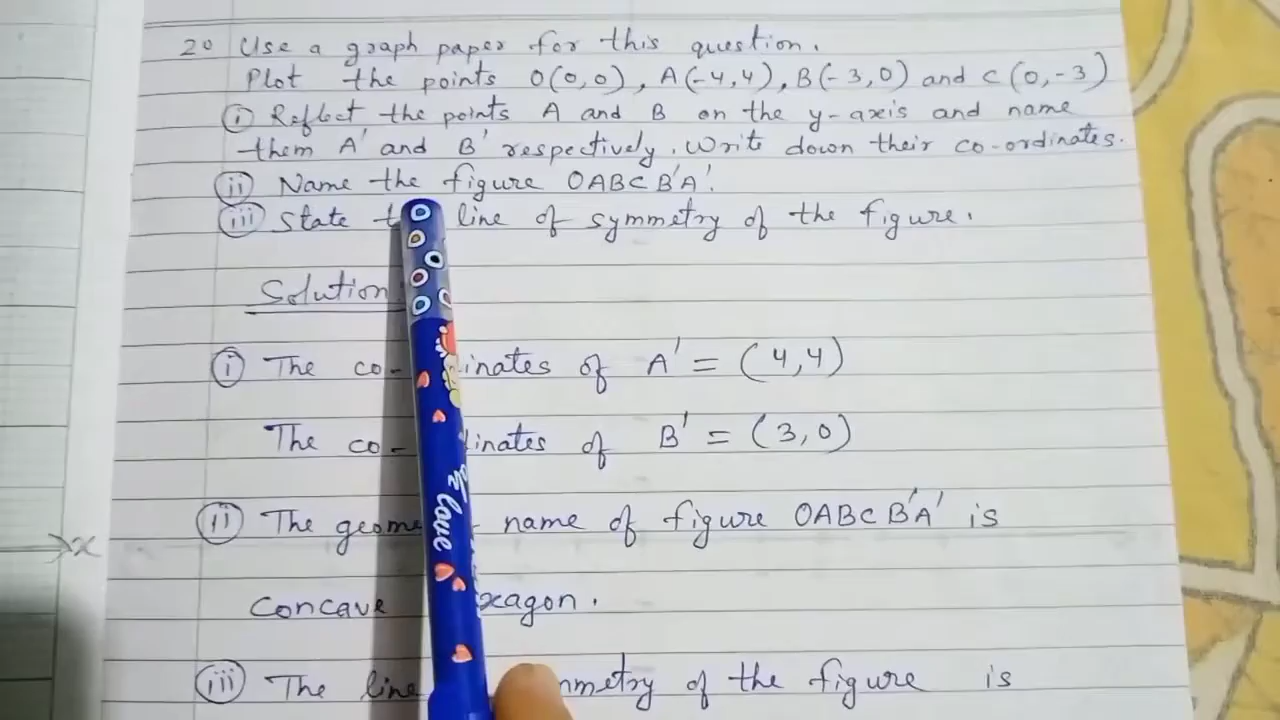 20 Use a graph paper for this question.
Plot the points O(0,0), A(-4,4), B(-3,0) and C(0,-3)
(i) Reflect the points A and B on the y-axis and name
them A' and B' respectively. Write down their co-ordinates.
(ii) Name the figure OABCB'A'.
(iii) State line of symmetry of the figure.
Solution
(i) The co- inates of A' = (4,4)
The co- inates of B' = (3,0)
(ii) The geome name of figure OABCB'A' is
Concave xagon.
(iii) The line mmetry of the figure is
x
Love